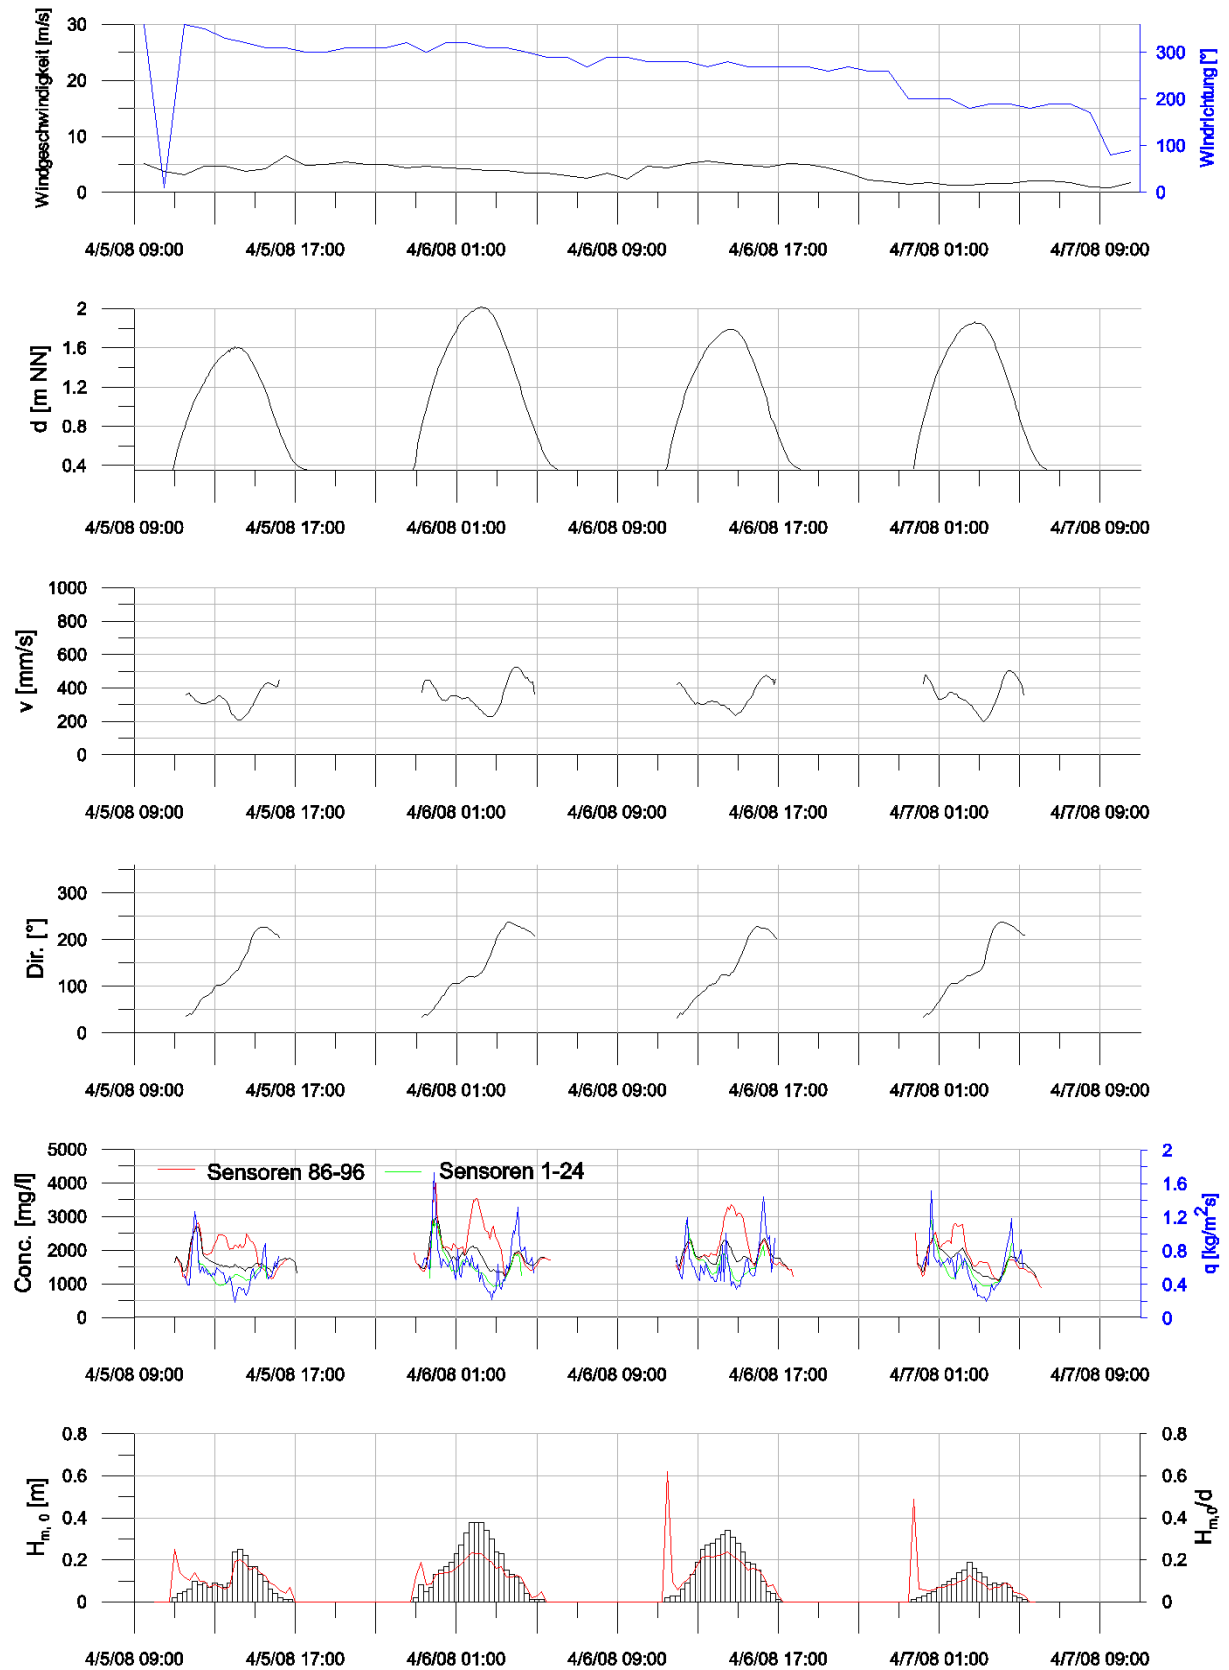 Windgeschwindigkeit [m/s]
30
20
10
0
300
200
100
0
Windrichtung [°]
4/5/08 09:00 4/5/08 17:00 4/6/08 01:00 4/6/08 09:00 4/6/08 17:00 4/7/08 01:00 4/7/08 09:00
d [m NN]
2
1.6
1.2
0.8
0.4
4/5/08 09:00 4/5/08 17:00 4/6/08 01:00 4/6/08 09:00 4/6/08 17:00 4/7/08 01:00 4/7/08 09:00
v [mm/s]
1000
800
600
400
200
0
4/5/08 09:00 4/5/08 17:00 4/6/08 01:00 4/6/08 09:00 4/6/08 17:00 4/7/08 01:00 4/7/08 09:00
Dir. [°]
300
200
100
0
4/5/08 09:00 4/5/08 17:00 4/6/08 01:00 4/6/08 09:00 4/6/08 17:00 4/7/08 01:00 4/7/08 09:00
Conc. [mg/l]
5000
4000
3000
2000
1000
0
Sensoren 86-96 Sensoren 1-24
2
1.6
1.2
0.8
0.4
0
q [kg/m²s]
4/5/08 09:00 4/5/08 17:00 4/6/08 01:00 4/6/08 09:00 4/6/08 17:00 4/7/08 01:00 4/7/08 09:00
Hm, 0 [m]
0.8
0.6
0.4
0.2
0
0.8
0.6
0.4
0.2
0
Hm,0/d
4/5/08 09:00 4/5/08 17:00 4/6/08 01:00 4/6/08 09:00 4/6/08 17:00 4/7/08 01:00 4/7/08 09:00